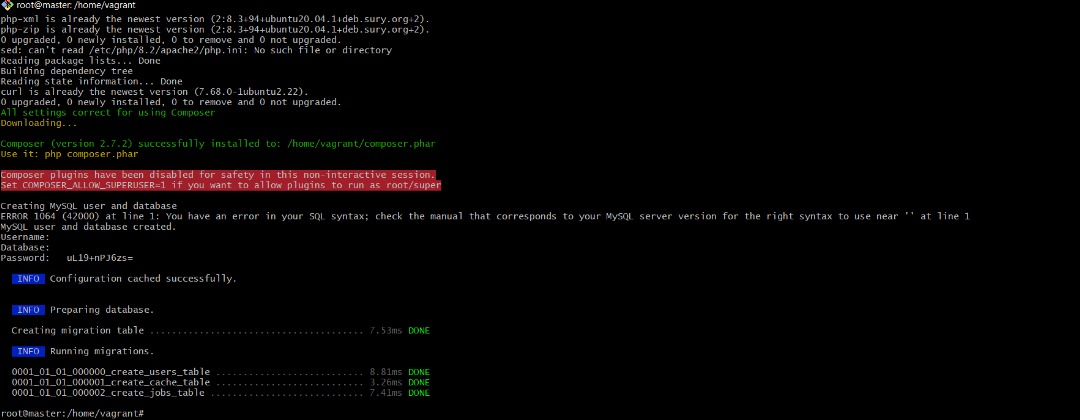 root@master: /home/vagrant
php-xml is already the newest version (2:8.3+94+ubuntu20.04.1+deb.sury.org+2).
php-zip is already the newest version (2:8.3+94+ubuntu20.04.1+deb.sury.org+2).
0 upgraded, 0 newly installed, 0 to remove and 0 not upgraded.
sed: can't read /etc/php/8.2/apache2/php.ini: No such file or directory
Reading package lists... Done
Building dependency tree
Reading state information... Done
curl is already the newest version (7.68.0-1ubuntu2.22).
0 upgraded, 0 newly installed, 0 to remove and 0 not upgraded.
All settings correct for using Composer
Downloading...
Composer (version 2.7.2) successfully installed to: /home/vagrant/composer.phar
Use it: php composer.phar
Composer plugins have been disabled for safety in this non-interactive session.
Set COMPOSER_ALLOW_SUPERUSER=1 if you want to allow plugins to run as root/super
Creating MySQL user and database
ERROR 1064 (42000) at line 1: You have an error in your SQL syntax; check the manual that corresponds to your MySQL server version for the right syntax to use near '' at line 1
MySQL user and database created.
Username:
Database:
Password: uL19+nPJ6zs=
INFO Configuration cached successfully.
INFO Preparing database.
Creating migration table ....................................... 7.53ms DONE
INFO Running migrations.
0001_01_01_000000_create_users_table ........................... 8.81ms DONE
0001_01_01_000001_create_cache_table ........................... 3.26ms DONE
0001_01_01_000002_create_jobs_table ............................ 7.41ms DONE
root@master:/home/vagrant#